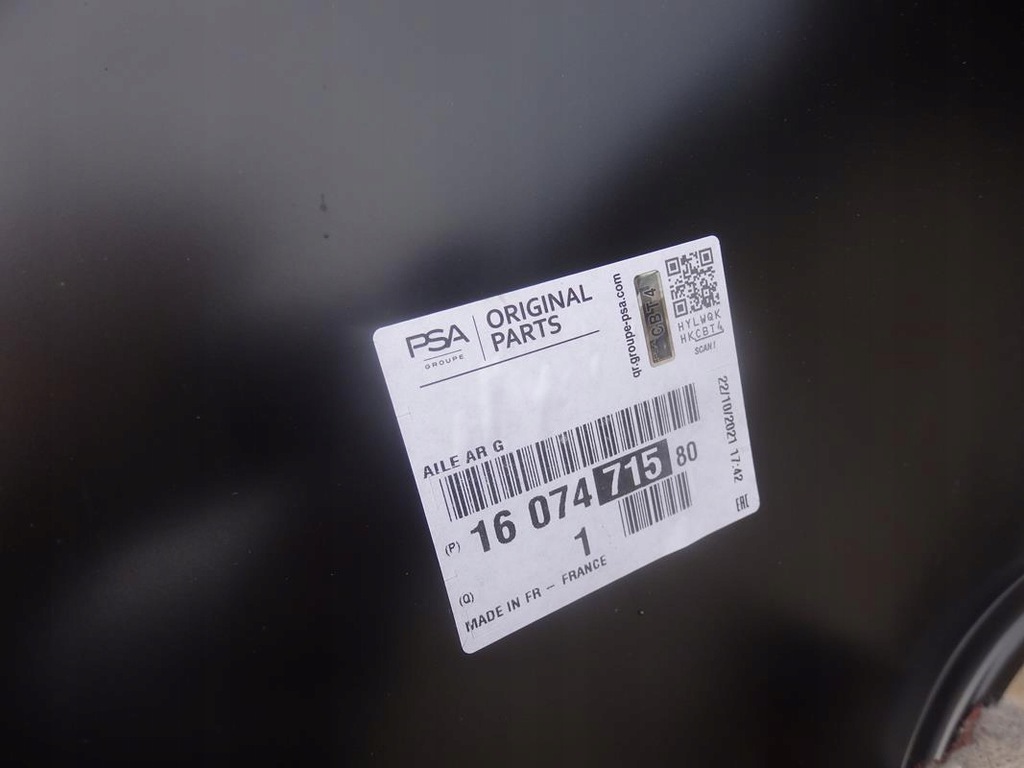 PSA
GROUPE
ORIGINAL
PARTS
qr.groupe-psa.com
CBT4
HYLWQK
HKCBT4
SCAN!
22/10/2021 17:42
EAC
AILE AR G
(P) 16 074 715 80
(Q) 1
MADE IN FR - FRANCE